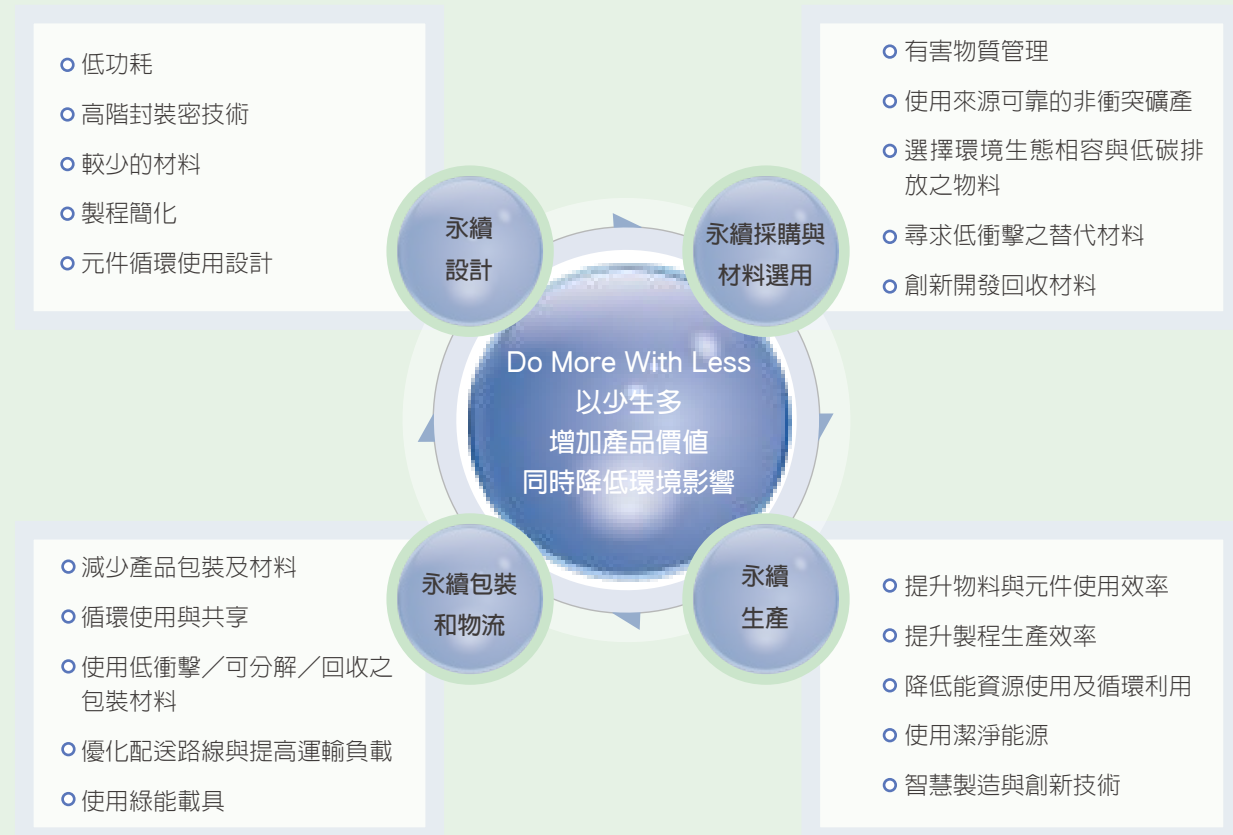 低功耗
高階封裝密技術
較少的材料
製程簡化
元件循環使用設計
永續
設計
有害物質管理
使用來源可靠的非衝突礦產
選擇環境生態相容與低碳排
放之物料
尋求低衝擊之替代材料
創新開發回收材料
永續採購與
材料選用
Do More With Less
以少生多
增加產品價值
同時降低環境影響
減少產品包裝及材料
循環使用與共享
使用低衝擊／可分解／回收之
包裝材料
優化配送路線與提高運輸負載
使用綠能載具
永續包裝
和物流
永續
生產
提升物料與元件使用效率
提升製程生產效率
降低能資源使用及循環利用
使用潔淨能源
智慧製造與創新技術